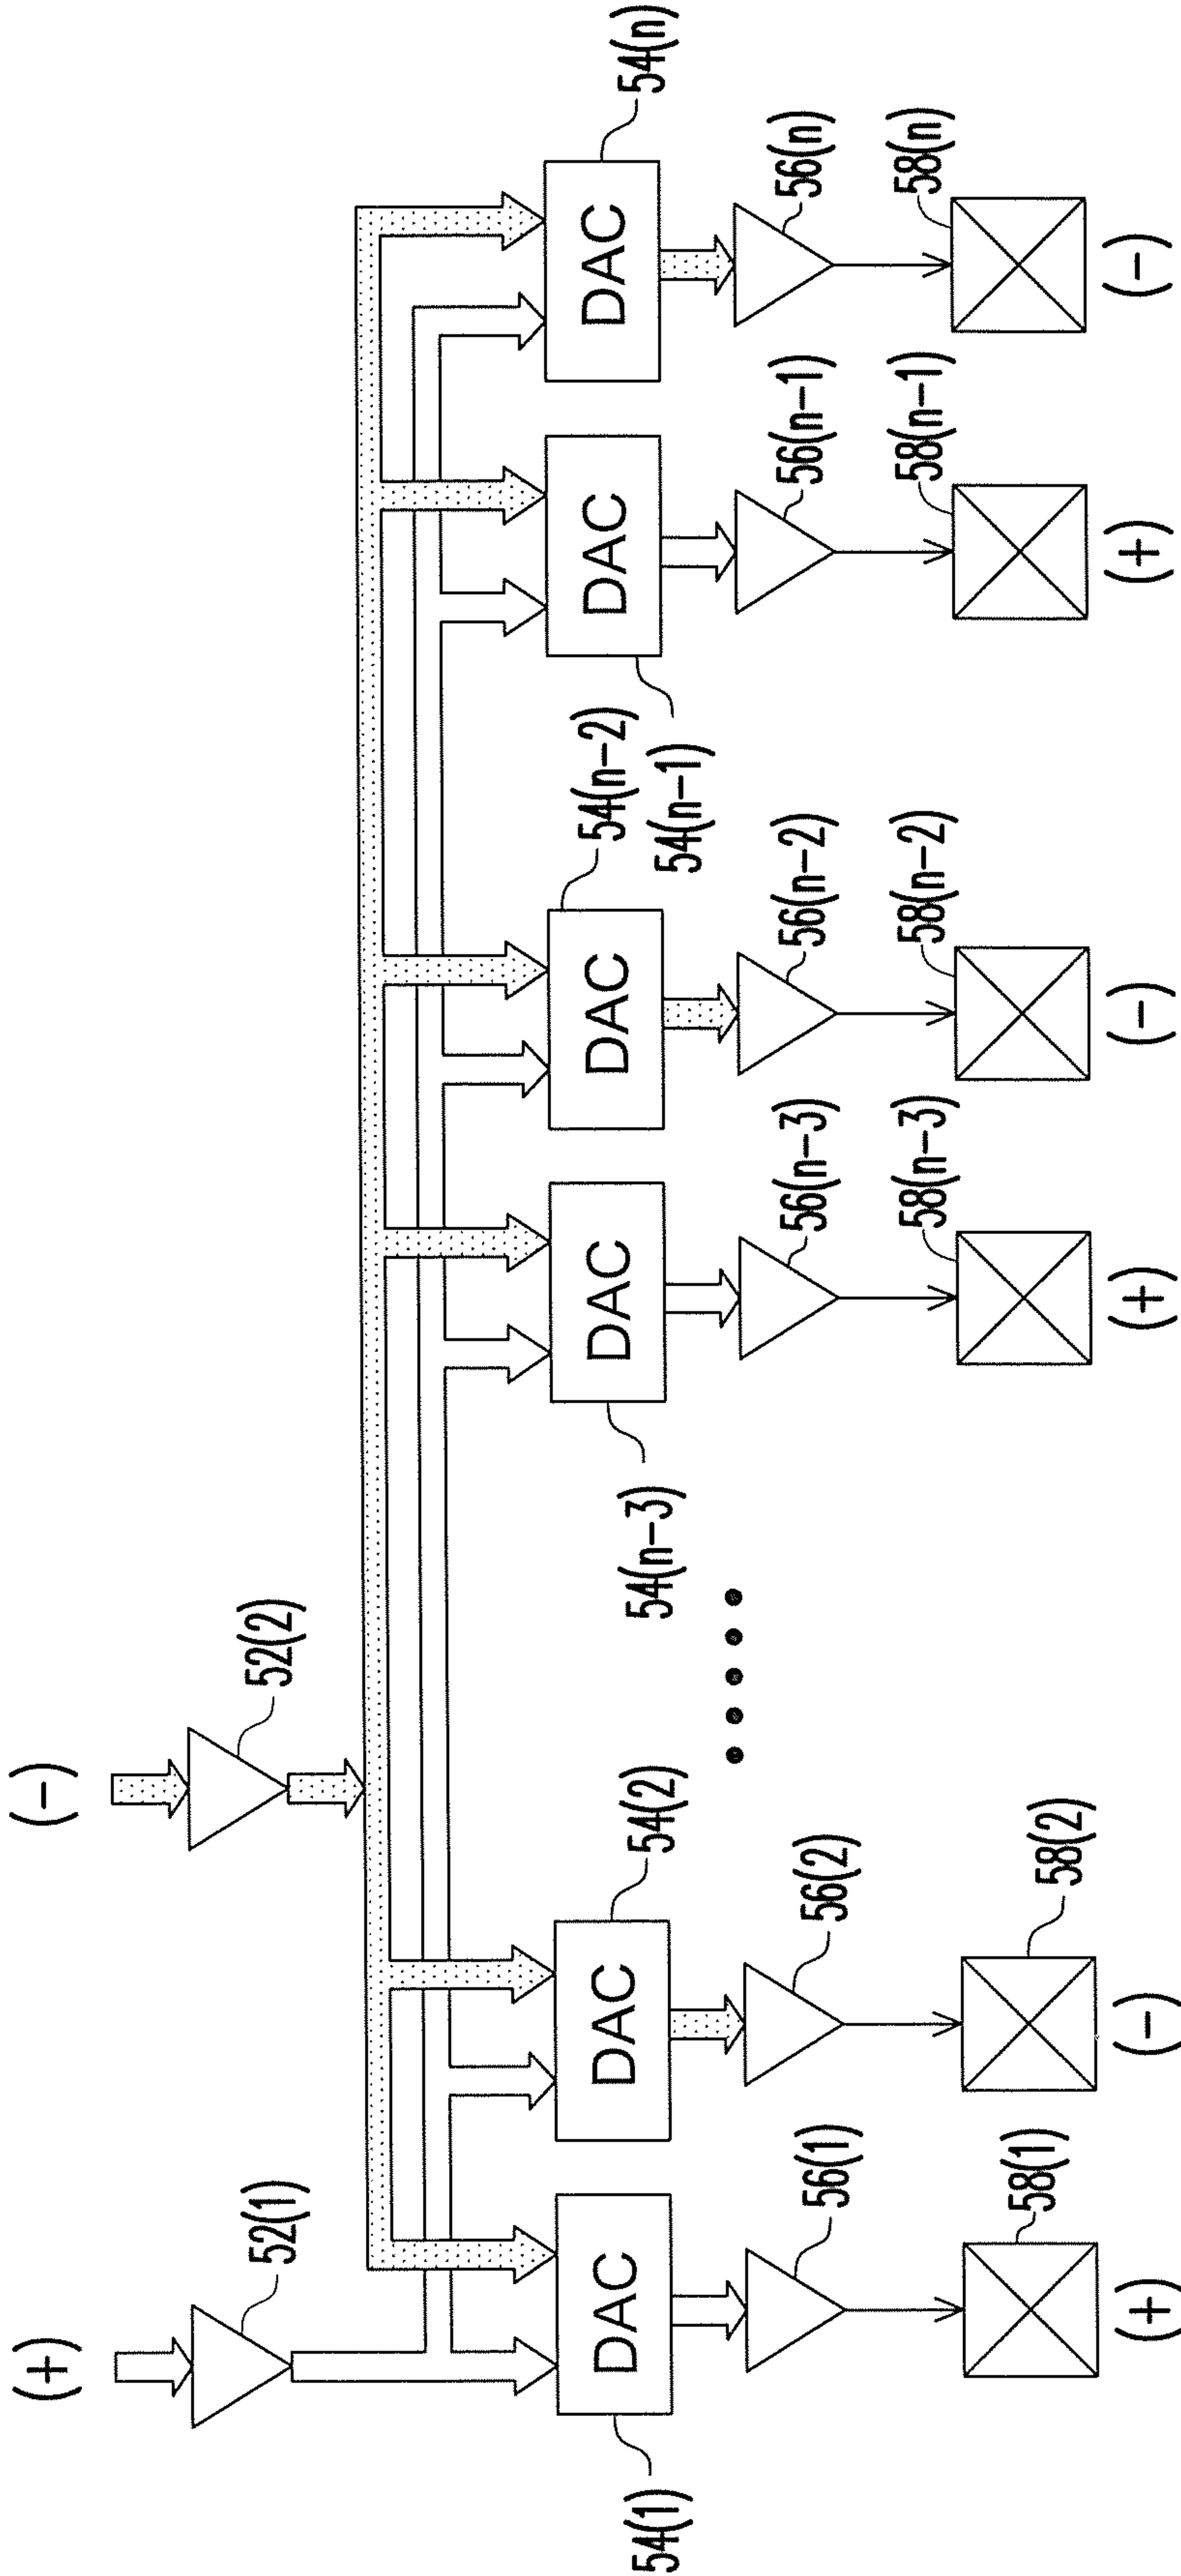 (+)
(-)
52(1)
52(2)
54(1)
DAC
DAC
54(2)
54(n-3)
DAC
DAC
54(n-2)
54(n-1)
DAC
DAC
54(n)
56(1)
56(2)
56(n-3)
56(n-2)
56(n-1)
56(n)
58(1)
58(2)
58(n-3)
58(n-2)
58(n-1)
58(n)
(+)
(-)
(+)
(-)
(+)
(-)